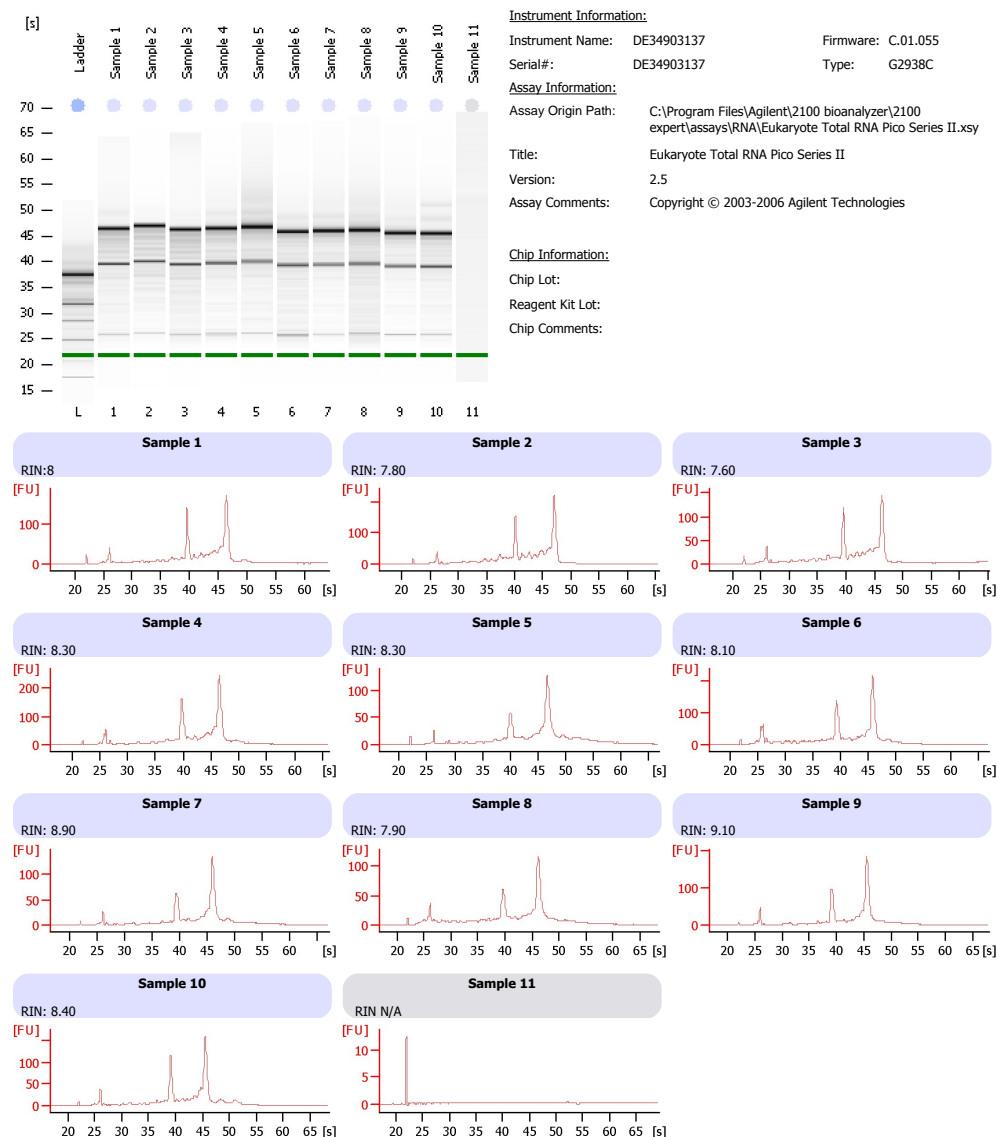 [s]
Ladder
Sample 1
Sample 2
Sample 3
Sample 4
Sample 5
Sample 6
Sample 7
Sample 8
Sample 9
Sample 10
Sample 11
70
65
60
55
50
45
40
35
30
25
20
15
L 1 2 3 4 5 6 7 8 9 10 11
Instrument Information:
Instrument Name: DE34903137 Firmware: C.01.055
Serial#: DE34903137 Type: G2938C
Assay Information:
Assay Origin Path: C:\Program Files\Agilent\2100 bioanalyzer\2100
expert\assays\RNA\Eukaryote Total RNA Pico Series II.xsy
Title: Eukaryote Total RNA Pico Series II
Version: 2.5
Assay Comments: Copyright © 2003-2006 Agilent Technologies
Chip Information:
Chip Lot:
Reagent Kit Lot:
Chip Comments:
Sample 1
RIN:8
[FU]
100
0
20 25 30 35 40 45 50 55 60 [s]
Sample 2
RIN: 7.80
[FU]
100
0
20 25 30 35 40 45 50 55 60 [s]
Sample 3
RIN: 7.60
[FU]
100
50
0
20 25 30 35 40 45 50 55 60 [s]
Sample 4
RIN: 8.30
[FU]
200
100
0
20 25 30 35 40 45 50 55 60 [s]
Sample 5
RIN: 8.30
[FU]
100
50
0
20 25 30 35 40 45 50 55 60 [s]
Sample 6
RIN: 8.10
[FU]
100
0
20 25 30 35 40 45 50 55 60 [s]
Sample 7
RIN: 8.90
[FU]
100
50
0
20 25 30 35 40 45 50 55 60 [s]
Sample 8
RIN: 7.90
[FU]
100
50
0
20 25 30 35 40 45 50 55 60 65 [s]
Sample 9
RIN: 9.10
[FU]
100
0
20 25 30 35 40 45 50 55 60 65 [s]
Sample 10
RIN: 8.40
[FU]
100
50
0
20 25 30 35 40 45 50 55 60 65 [s]
Sample 11
RIN N/A
[FU]
10
5
0
20 25 30 35 40 45 50 55 60 65 [s]